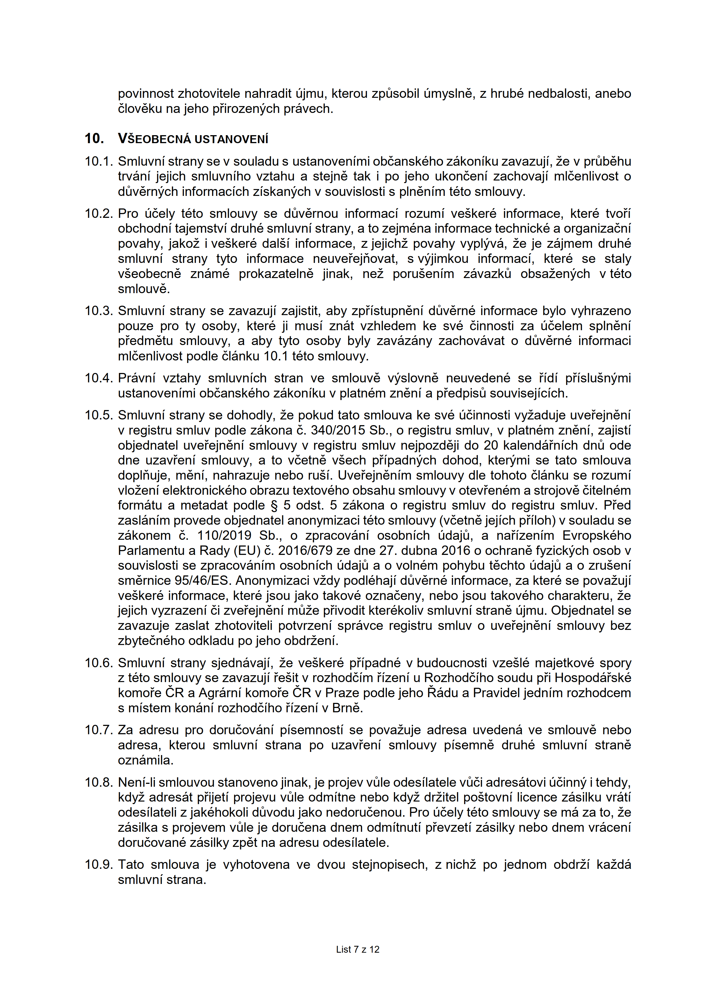 povinnost zhotovitele nahradit újmu, kterou způsobil úmyslně, z hrubé nedbalosti, anebo
člověku na jeho přirozených právech.
10. VŠEOBECNÁ USTANOVENÍ
10.1. Smluvní strany se v souladu s ustanoveními občanského zákoníku zavazují, že v průběhu
trvání jejich smluvního vztahu a stejně tak i po jeho ukončení zachovají mlčenlivost o
důvěrných informacích získaných v souvislosti s plněním této smlouvy.
10.2. Pro účely této smlouvy se důvěrnou informací rozumí veškeré informace, které tvoří
obchodní tajemství druhé smluvní strany, a to zejména informace technické a organizační
povahy, jakož i veškeré další informace, z jejichž povahy vyplývá, že je zájmem druhé
smluvní strany tyto informace neuveřejňovat, s výjimkou informací, které se staly
všeobecně známé prokazatelně jinak, než porušením závazků obsažených v této
smlouvě.
10.3. Smluvní strany se zavazují zajistit, aby zpřístupnění důvěrné informace bylo vyhrazeno
pouze pro ty osoby, které ji musí znát vzhledem ke své činnosti za účelem splnění
předmětu smlouvy, a aby tyto osoby byly zavázány zachovávat o důvěrné informaci
mlčenlivost podle článku 10.1 této smlouvy.
10.4. Právní vztahy smluvních stran ve smlouvě výslovně neuvedené se řídí příslušnými
ustanoveními občanského zákoníku v platném znění a předpisů souvisejících.
10.5. Smluvní strany se dohodly, že pokud tato smlouva ke své účinnosti vyžaduje uveřejnění
v registru smluv podle zákona č. 340/2015 Sb., o registru smluv, v platném znění, zajistí
objednatel uveřejnění smlouvy v registru smluv nejpozději do 20 kalendářních dnů ode
dne uzavření smlouvy, a to včetně všech případných dohod, kterými se tato smlouva
doplňuje, mění, nahrazuje nebo ruší. Uveřejněním smlouvy dle tohoto článku se rozumí
vložení elektronického obrazu textového obsahu smlouvy v otevřeném a strojově čitelném
formátu a metadat podle § 5 odst. 5 zákona o registru smluv do registru smluv. Před
zasláním provede objednatel anonymizaci této smlouvy (včetně jejích příloh) v souladu se
zákonem č. 110/2019 Sb., o zpracování osobních údajů, a nařízením Evropského
Parlamentu a Rady (EU) č. 2016/679 ze dne 27. dubna 2016 o ochraně fyzických osob v
souvislosti se zpracováním osobních údajů a o volném pohybu těchto údajů a o zrušení
směrnice 95/46/ES. Anonymizaci vždy podléhají důvěrné informace, za které se považují
veškeré informace, které jsou jako takové označeny, nebo jsou takového charakteru, že
jejich vyzrazení či zveřejnění může přivodit kterékoliv smluvní straně újmu. Objednatel se
zavazuje zaslat zhotoviteli potvrzení správce registru smluv o uveřejnění smlouvy bez
zbytečného odkladu po jeho obdržení.
10.6. Smluvní strany sjednávají, že veškeré případné v budoucnosti vzešlé majetkové spory
z této smlouvy se zavazují řešit v rozhodčím řízení u Rozhodčího soudu při Hospodářské
komoře ČR a Agrární komoře ČR v Praze podle jeho Řádu a Pravidel jedním rozhodcem
s místem konání rozhodčího řízení v Brně.
10.7. Za adresu pro doručování písemností se považuje adresa uvedená ve smlouvě nebo
adresa, kterou smluvní strana po uzavření smlouvy písemně druhé smluvní straně
oznámila.
10.8. Není-li smlouvou stanoveno jinak, je projev vůle odesílatele vůči adresátovi účinný i tehdy,
když adresát přijetí projevu vůle odmítne nebo když držitel poštovní licence zásilku vrátí
odesílateli z jakéhokoli důvodu jako nedoručenou. Pro účely této smlouvy se má za to, že
zásilka s projevem vůle je doručena dnem odmítnutí převzetí zásilky nebo dnem vrácení
doručované zásilky zpět na adresu odesílatele.
10.9. Tato smlouva je vyhotovena ve dvou stejnopisech, z nichž po jednom obdrží každá
smluvní strana.
List 7 z 12